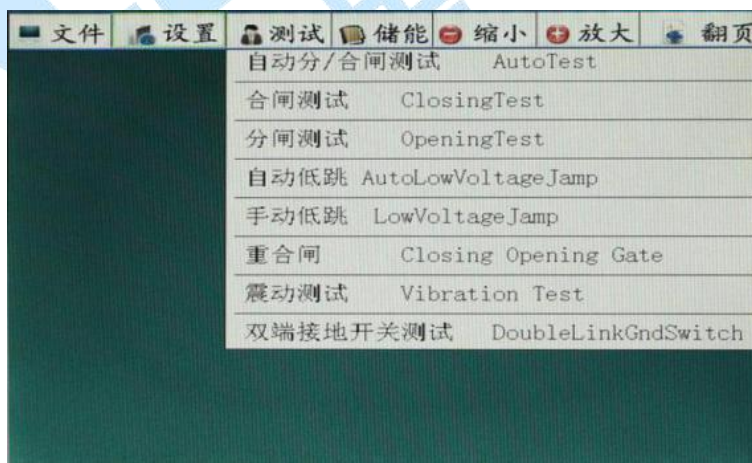 文件 设置 测试 储能 缩小 放大 翻页
自动分/合闸测试 AutoTest
合闸测试 ClosingTest
分闸测试 OpeningTest
自动低跳 AutoLowVoltageJamp
手动低跳 LowVoltageJamp
重合闸 Closing Opening Gate
震动测试 Vibration Test
双端接地开关测试 DoubleLinkGndSwitch